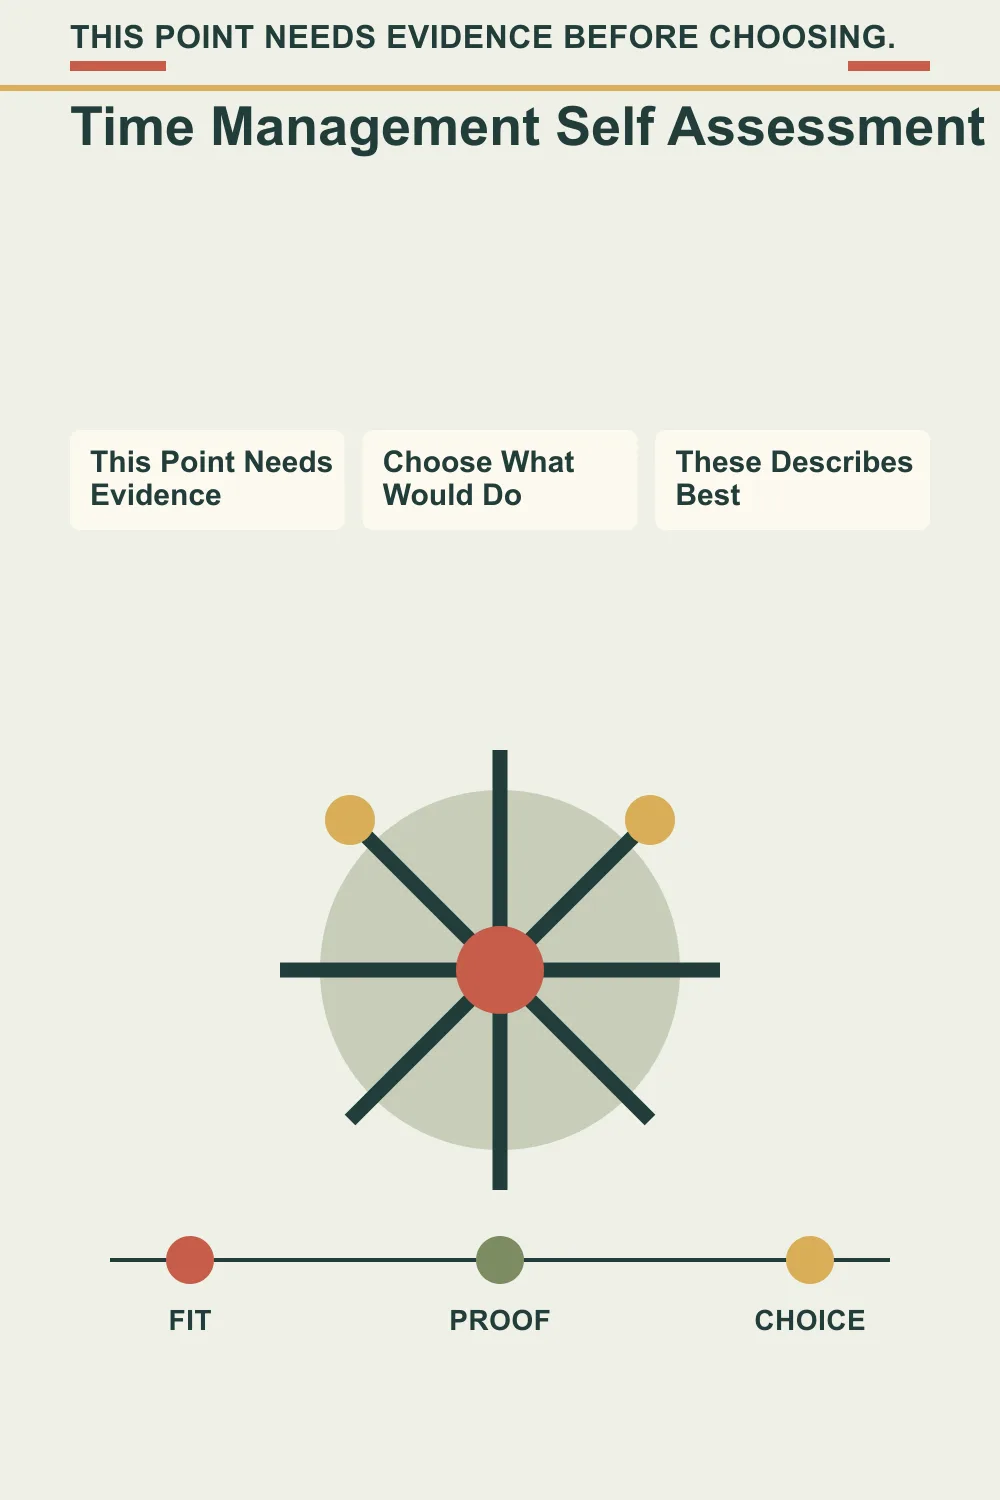 THIS POINT NEEDS EVIDENCE BEFORE CHOOSING.
Time Management Self Assessment
This Point Needs
Evidence
Choose What
Would Do
These Describes
Best
FIT
PROOF
CHOICE